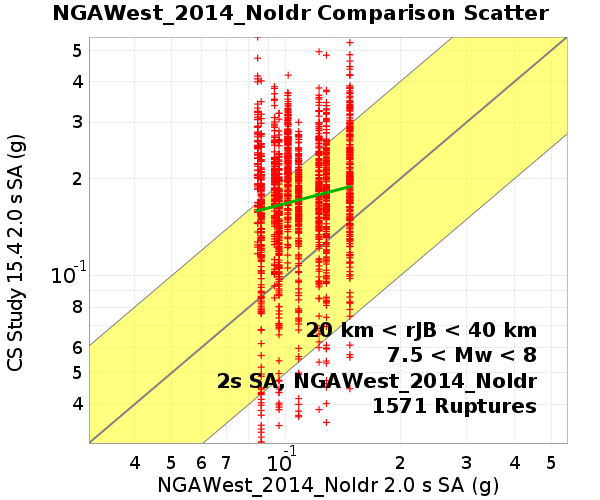 NGAWest_2014_NoIdr Comparison Scatter
5
4
3
2
10-1
8
6
5
4
CS Study 15.4 2.0 s SA (g)
20 km < rJB < 40 km
7.5 < Mw < 8
2s SA, NGAWest_2014_NoIdr
1571 Ruptures
4 5 6 7 10-1 2 3 4 5
NGAWest_2014_NoIdr 2.0 s SA (g)